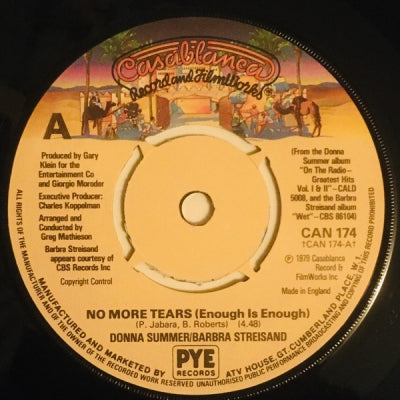 Casablanca
Record and FilmWorks
A
Produced by Gary
Klein for the
Entertainment Co
and Giorgio Moroder
Executive Producer:
Charles Koppelman
Arranged and
Conducted by
Greg Mathieson
Barbra Streisand
appears courtesy of
CBS Records Inc
Copyright Control
(From the Donna
Summer album
"On The Radio–
Greatest Hits
Vol. I & II"–CALD
5008, and the Barbra
Streisand album
"Wet"–CBS 86104)
CAN 174
†CAN 174-A†
℗ 1979 Casablanca
Record &
FilmWorks Inc.
Made in England
NO MORE TEARS (Enough Is Enough)
(P. Jabara, B. Roberts) (4.48)
DONNA SUMMER/BARBRA STREISAND
PYE
RECORDS
MANUFACTURED AND MARKETED BY
ATV HOUSE, GT. CUMBERLAND PLACE, W.1.
ALL RIGHTS OF THE MANUFACTURER AND OF THE OWNER OF THE RECORDED WORK RESERVED UNAUTHORISED PUBLIC PERFORMANCE BROADCASTING AND COPYING OF THIS RECORD PROHIBITED